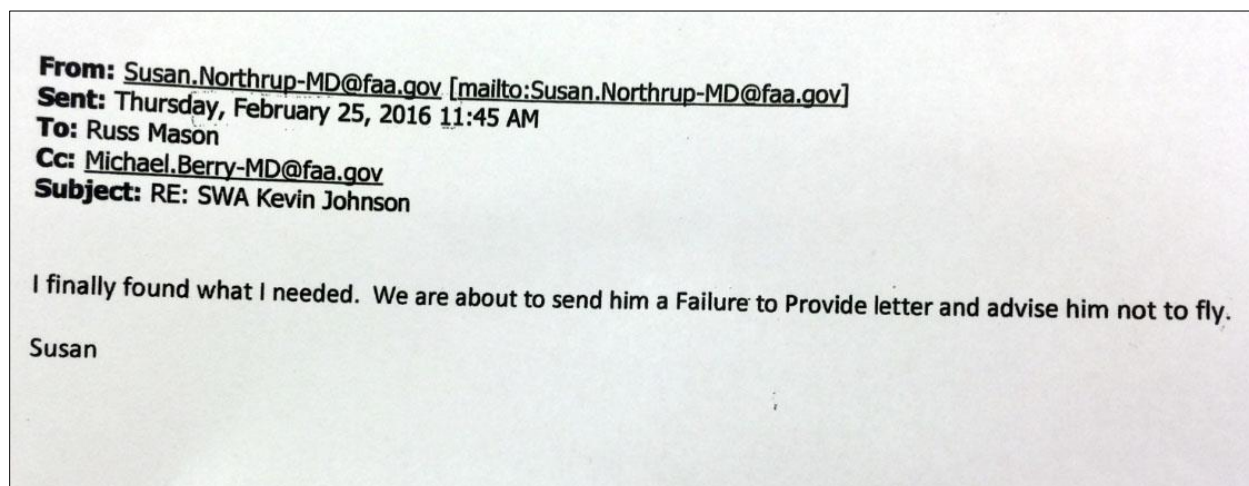 From: Susan.Northrup-MD@faa.gov [mailto:Susan.Northrup-MD@faa.gov]
Sent: Thursday, February 25, 2016 11:45 AM
To: Russ Mason
Cc: Michael.Berry-MD@faa.gov
Subject: RE: SWA Kevin Johnson
I finally found what I needed.  We are about to send him a Failure to Provide letter and advise him not to fly.
Susan